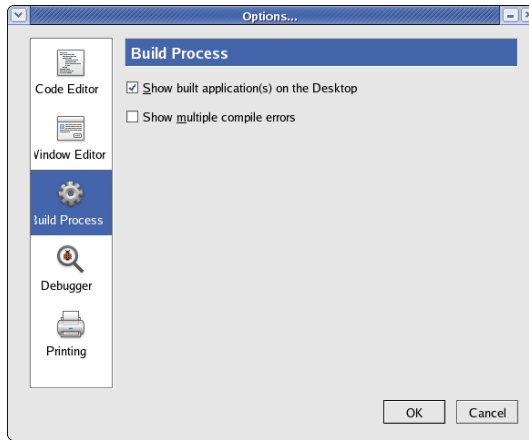 Options...
Code Editor
Window Editor
Build Process
Debugger
Printing
Build Process
Show built application(s) on the Desktop
Show multiple compile errors
OK
Cancel